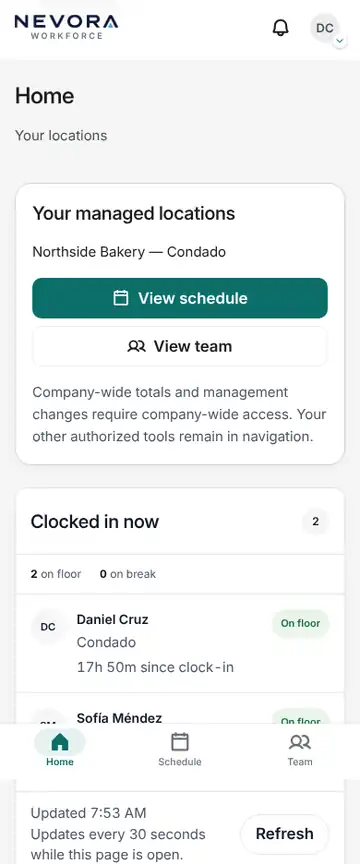 NEVORA
WORKFORCE
DC
Home
Your locations
Your managed locations
Northside Bakery — Condado
View schedule
View team
Company-wide totals and management
changes require company-wide access. Your
other authorized tools remain in navigation.
Clocked in now
2
2 on floor 0 on break
DC
Daniel Cruz
On floor
Condado
17h 50m since clock-in
SM
Sofía Méndez
On floor
Home
Schedule
Team
Updated 7:53 AM
Updates every 30 seconds
while this page is open.
Refresh